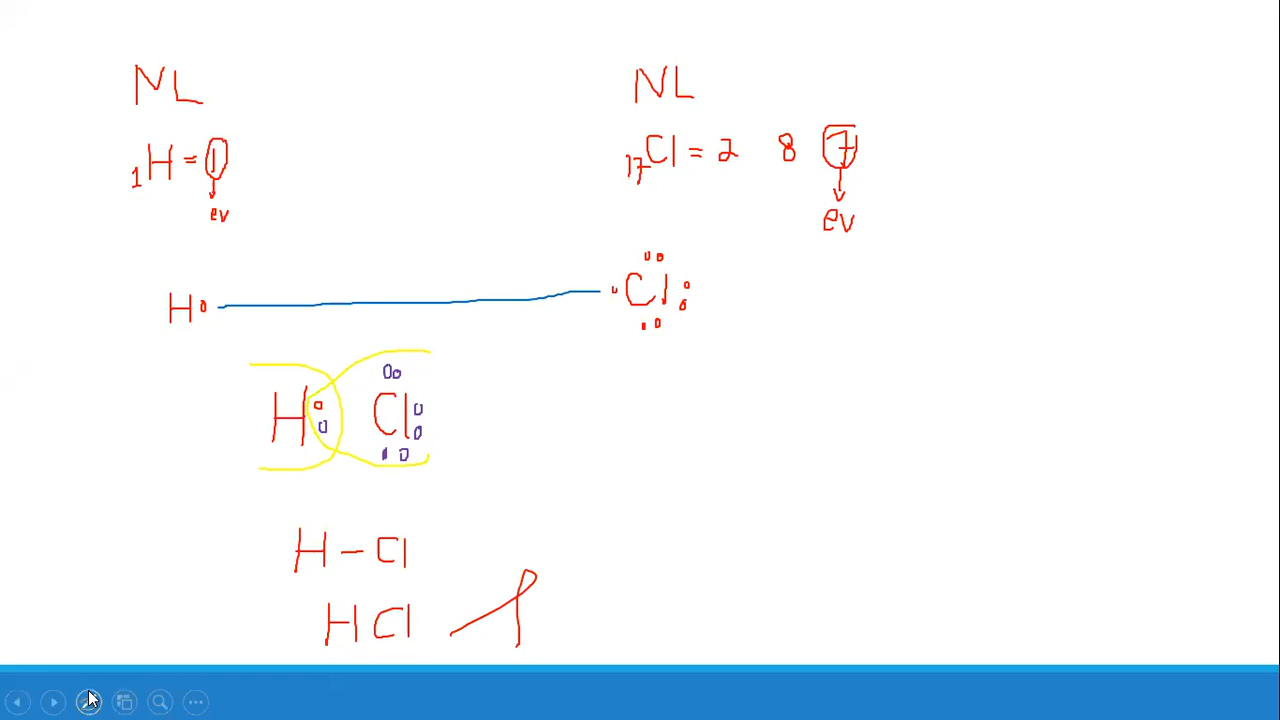 NL
NL
₁H = 1
₁₇Cl = 2 8 7
ev
ev
H
Cl
H Cl
H – Cl
HCl